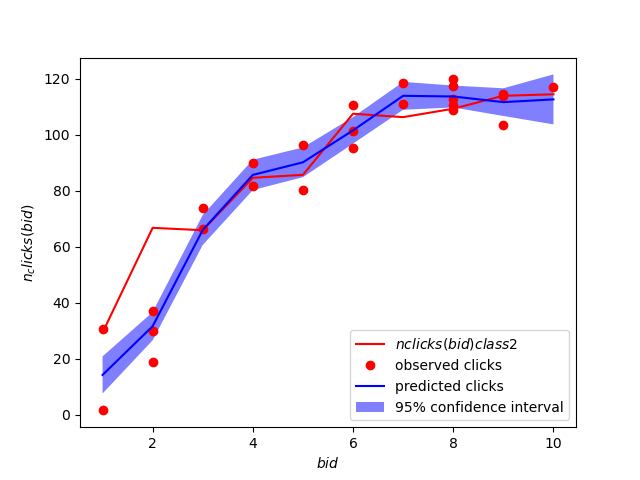 120
100
80
60
40
20
0
n_clicks(bid)
2
4
6
8
10
bid
nclicks(bid)class2
observed clicks
predicted clicks
95% confidence interval